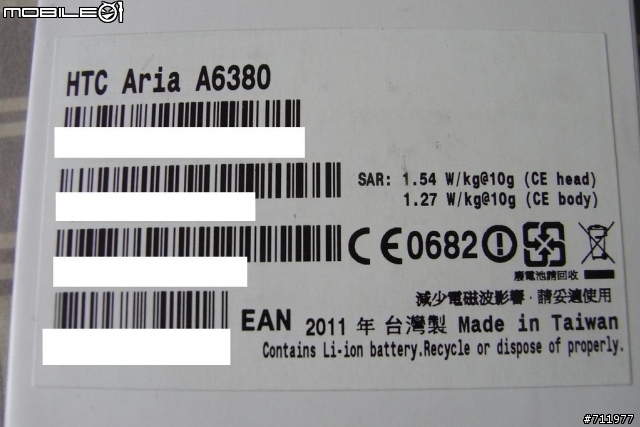 MOBILE01
HTC Aria A6380
SAR: 1.54 W/kg@10g (CE head)
1.27 W/kg@10g (CE body)
CE0682
廢電池請回收
減少電磁波影響，請妥適使用
EAN 2011 年 台灣製 Made in Taiwan
Contains Li-ion battery.Recycle or dispose of properly.
#711977